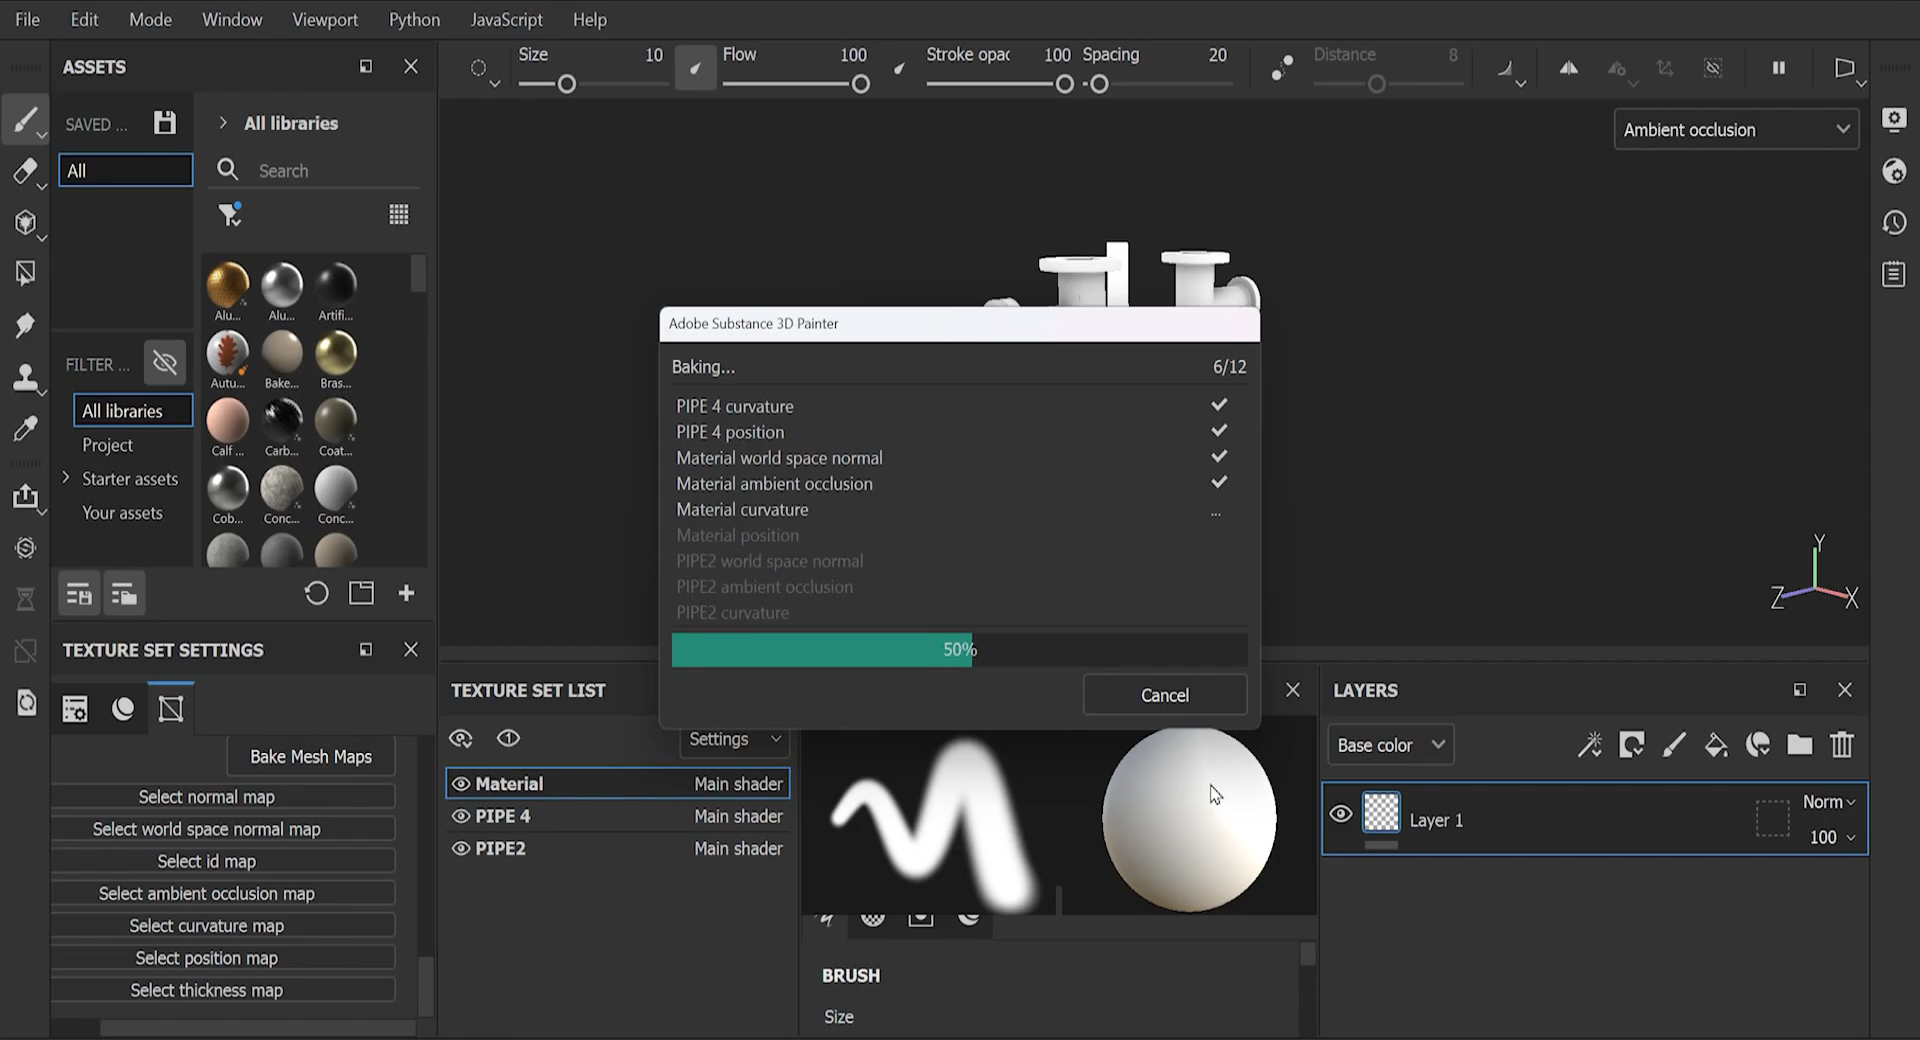 File Edit Mode Window Viewport Python JavaScript Help
ASSETS
Size 10 Flow 100 Stroke opac 100 Spacing 20 Distance 8
SAVED ...
All libraries
Ambient occlusion
All
Search
Alu... Alu... Artifi...
Autu... Bake... Bras...
FILTER ...
All libraries
Calf ... Carb... Coat...
Project
Starter assets
Your assets
Cob... Conc... Conc...
Adobe Substance 3D Painter
Baking... 6/12
PIPE 4 curvature
PIPE 4 position
Material world space normal
Material ambient occlusion
Material curvature ...
Material position
PIPE2 world space normal
PIPE2 ambient occlusion
PIPE2 curvature
50%
Cancel
Y
Z X
TEXTURE SET SETTINGS
Bake Mesh Maps
Select normal map
Select world space normal map
Select id map
Select ambient occlusion map
Select curvature map
Select position map
Select thickness map
TEXTURE SET LIST
1
Settings
Material Main shader
PIPE 4 Main shader
PIPE2 Main shader
BRUSH
Size
LAYERS
Base color
Layer 1
Norm
100